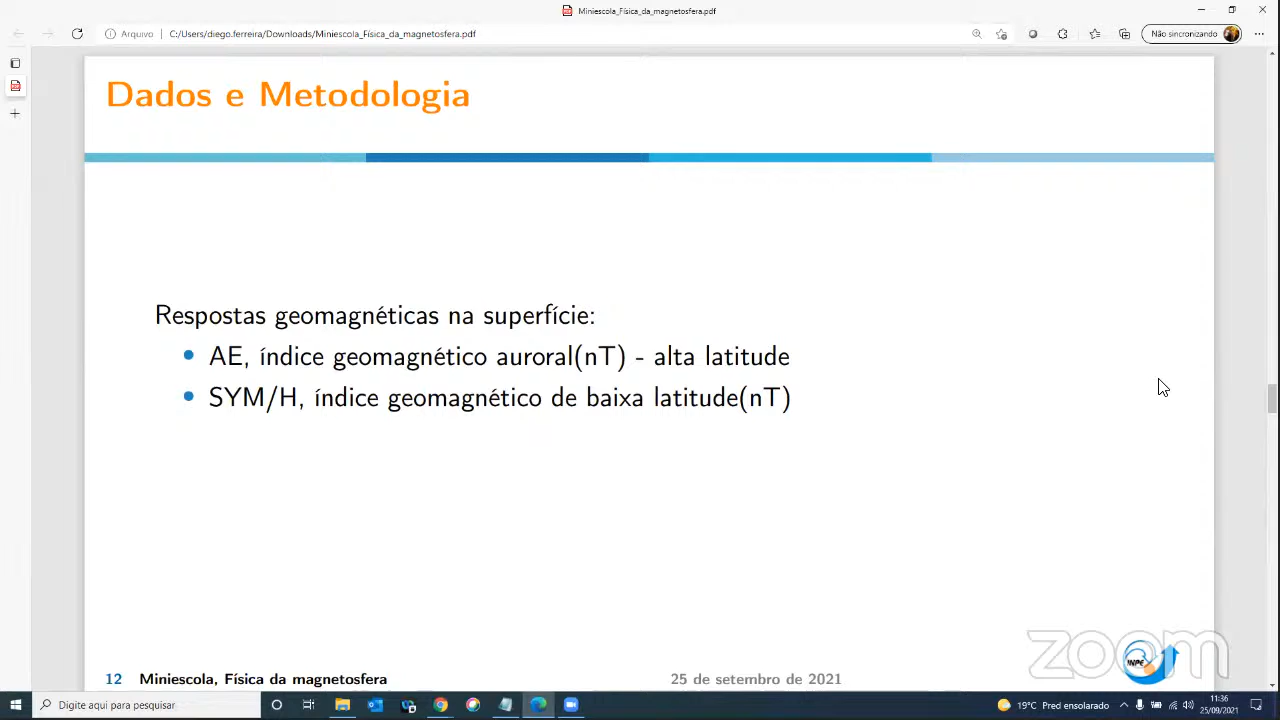 Miniescola_Física_da_magnetosfera.pdf
Arquivo C:/Users/diego.ferreira/Downloads/Miniescola_Física_da_magnetosfera.pdf Não sincronizando
Dados e Metodologia
Respostas geomagnéticas na superfície:
AE, índice geomagnético auroral(nT) - alta latitude
SYM/H, índice geomagnético de baixa latitude(nT)
zoom
INPE
12 Miniescola, Física da magnetosfera 25 de setembro de 2021
Digite aqui para pesquisar 19°C Pred ensolarado 11:36
25/09/2021